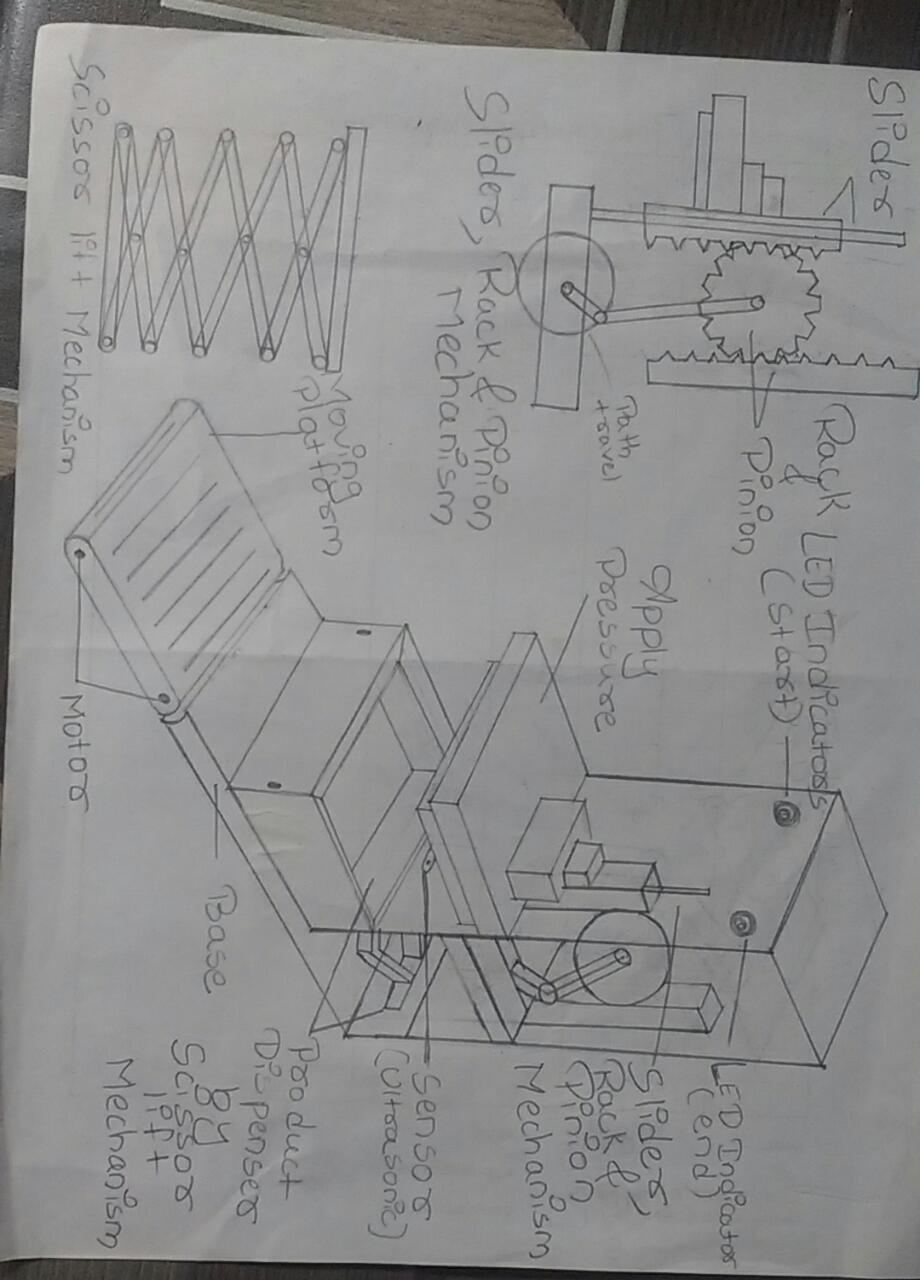 Slider
Rack
&
Pinion
LED Indicators
(Start)
LED Indicator
(end)
Slider,
Rack &
Pinion
Mechanism
Apply
Pressure
Path
travel
Slider, Rack & Pinion
Mechanism
Sensor
(Ultrasonic)
Moving
Platform
Product
Dispenser
by
Scissor
lift
Mechanism
Base
Motor
Scissor lift Mechanism